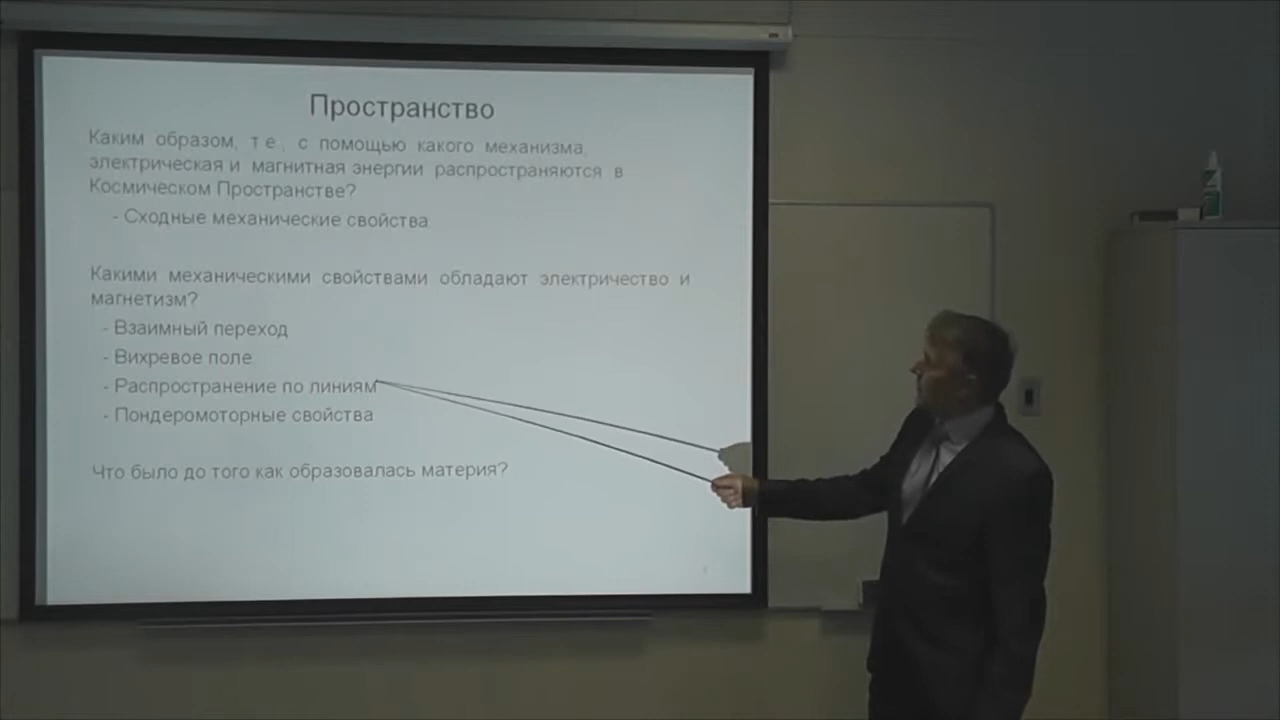 Пространство
Каким образом, т.е., с помощью какого механизма,
электрическая и магнитная энергии распространяются в
Космическом Пространстве?
- Сходные механические свойства
Какими механическими свойствами обладают электричество и
магнетизм?
- Взаимный переход
- Вихревое поле
- Распространение по линиям
- Пондеромоторные свойства
Что было до того как образовалась материя?